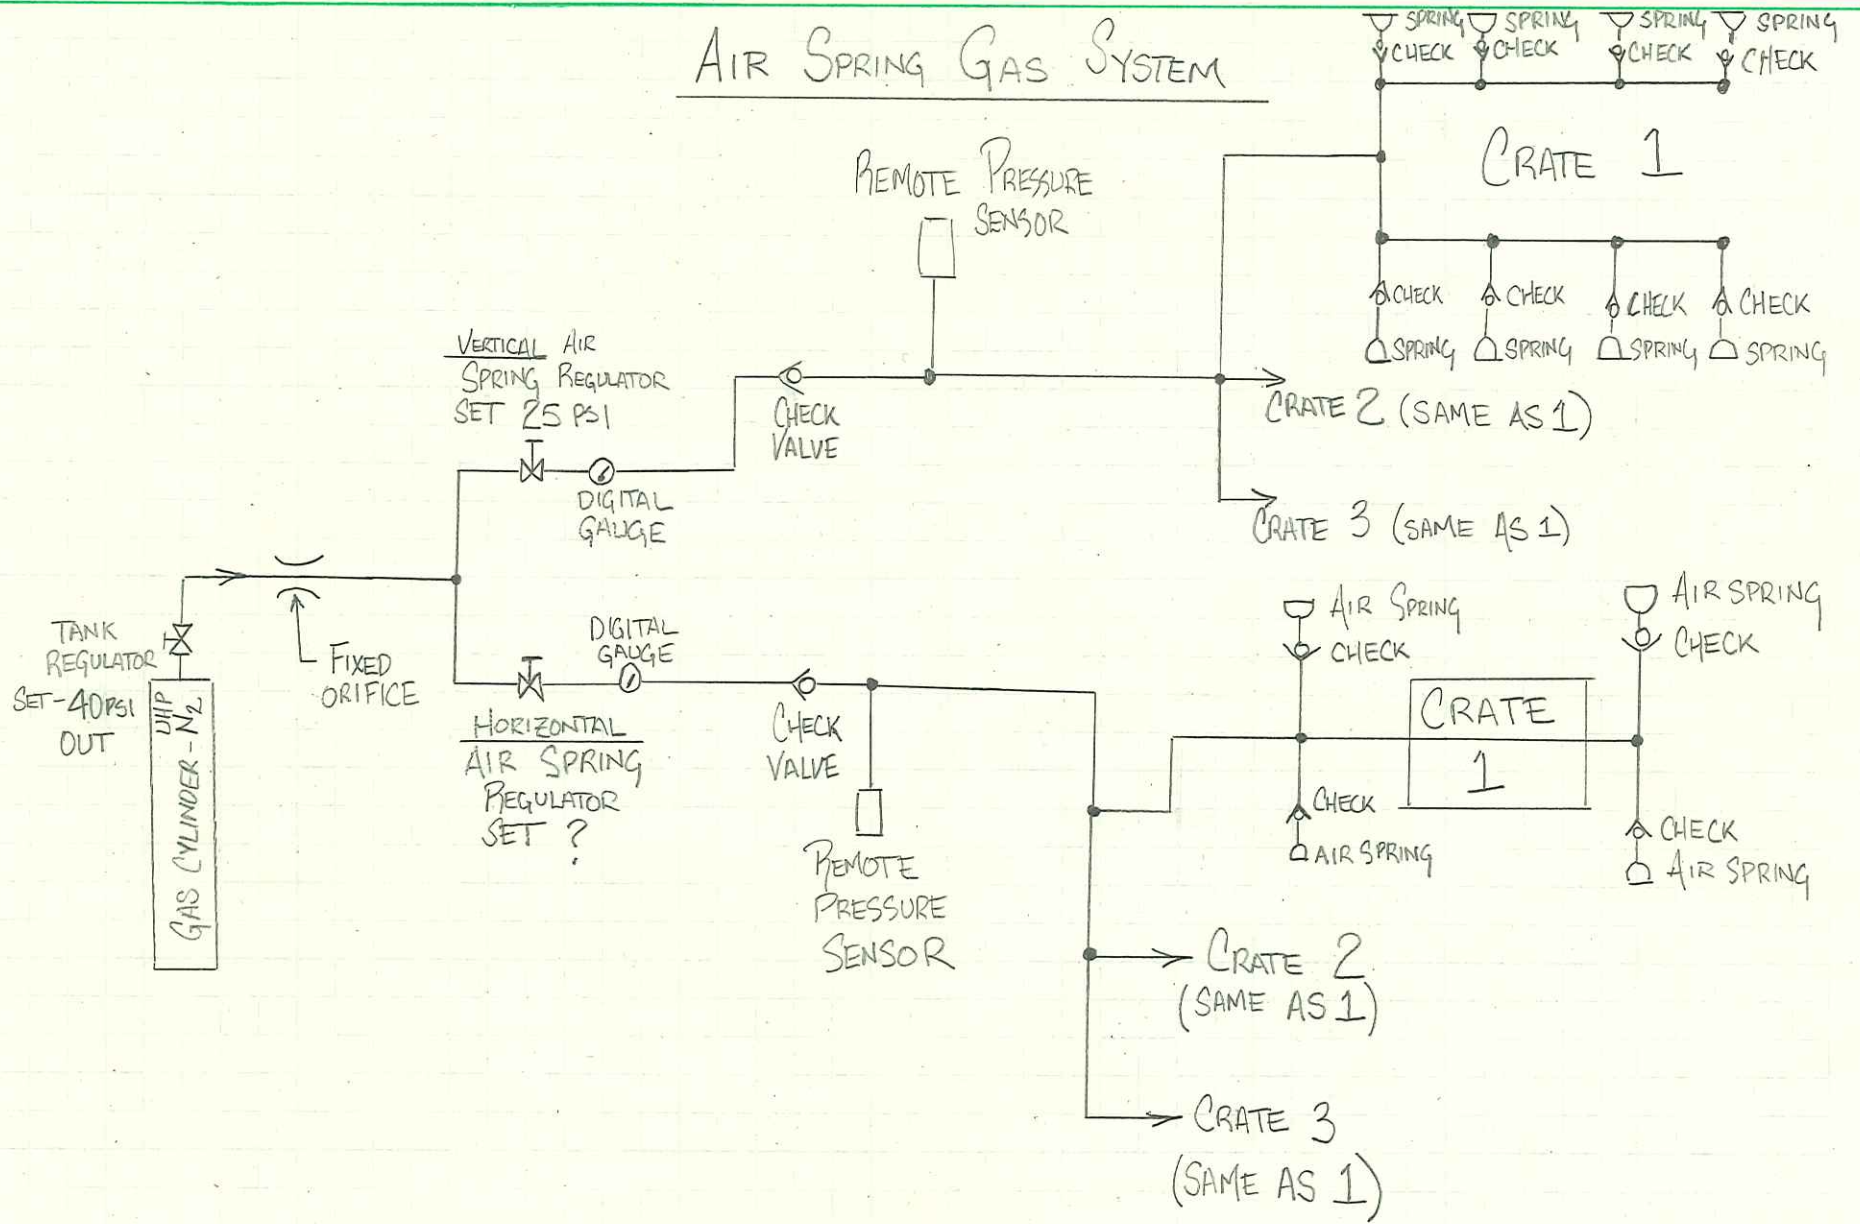 AIR SPRING GAS SYSTEM
SPRING SPRING SPRING SPRING
CHECK CHECK CHECK CHECK
CRATE 1
REMOTE PRESSURE
SENSOR
CHECK CHECK CHECK CHECK
SPRING SPRING SPRING SPRING
VERTICAL AIR
SPRING REGULATOR
SET 25 PSI
CHECK
VALVE
CRATE 2 (SAME AS 1)
DIGITAL
GAUGE
CRATE 3 (SAME AS 1)
TANK
REGULATOR
SET-40PSI
OUT
UHP
GAS CYLINDER-N2
FIXED
ORIFICE
DIGITAL
GAUGE
HORIZONTAL
AIR SPRING
REGULATOR
SET ?
CHECK
VALVE
REMOTE
PRESSURE
SENSOR
AIR SPRING
CHECK
AIR SPRING
CHECK
CRATE
1
CHECK
AIR SPRING
CHECK
AIR SPRING
CRATE 2
(SAME AS 1)
CRATE 3
(SAME AS 1)